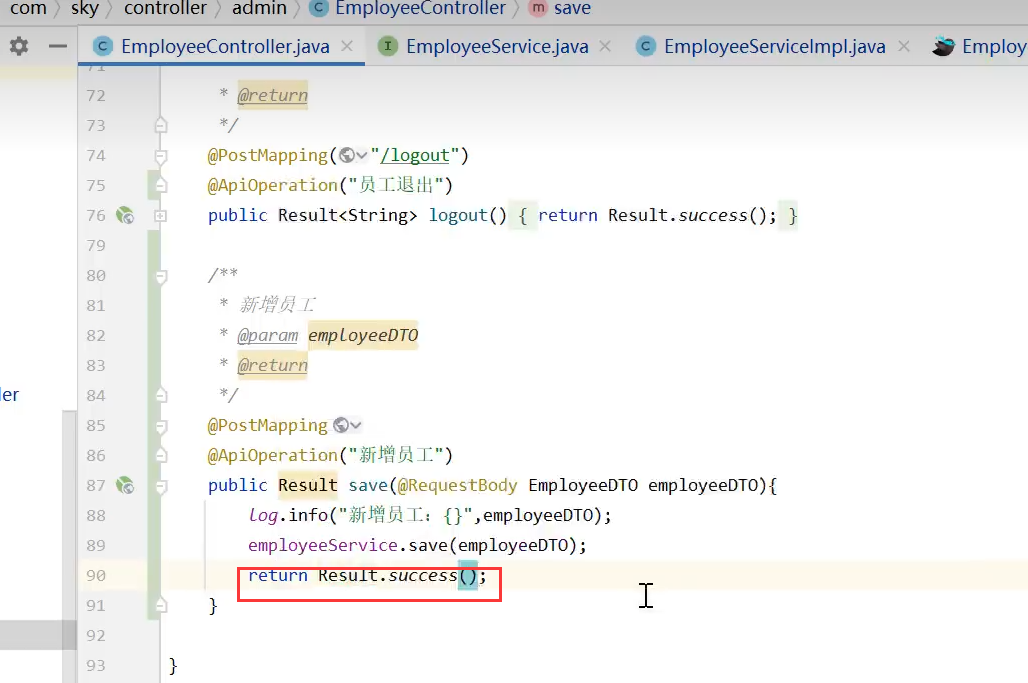 com > sky > controller > admin > C EmployeeController > m save
C EmployeeController.java × I EmployeeService.java × C EmployeeServiceImpl.java × Employ
71
72 * @return
73 */
74 @PostMapping("/logout")
75 @ApiOperation("员工退出")
76 public Result<String> logout() { return Result.success(); }
79
80 /**
81 * 新增员工
82 * @param employeeDTO
83 * @return
84 */
ler
85 @PostMapping
86 @ApiOperation("新增员工")
87 public Result save(@RequestBody EmployeeDTO employeeDTO){
88 log.info("新增员工：{}",employeeDTO);
89 employeeService.save(employeeDTO);
90 return Result.success();
91 }
92
93 }